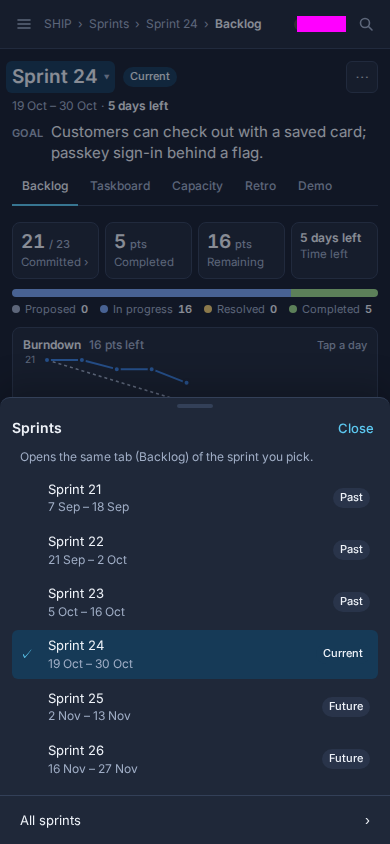 SHIP › Sprints › Sprint 24 › Backlog
Sprint 24 ▾ Current ...
19 Oct – 30 Oct · 5 days left
GOAL Customers can check out with a saved card;
passkey sign-in behind a flag.
Backlog Taskboard Capacity Retro Demo
21 / 23 5 pts 16 pts 5 days left
Committed › Completed Remaining Time left
Proposed 0 In progress 16 Resolved 0 Completed 5
Burndown 16 pts left Tap a day
21
Sprints Close
Opens the same tab (Backlog) of the sprint you pick.
Sprint 21
7 Sep – 18 Sep Past
Sprint 22
21 Sep – 2 Oct Past
Sprint 23
5 Oct – 16 Oct Past
✓ Sprint 24
19 Oct – 30 Oct Current
Sprint 25
2 Nov – 13 Nov Future
Sprint 26
16 Nov – 27 Nov Future
All sprints ›